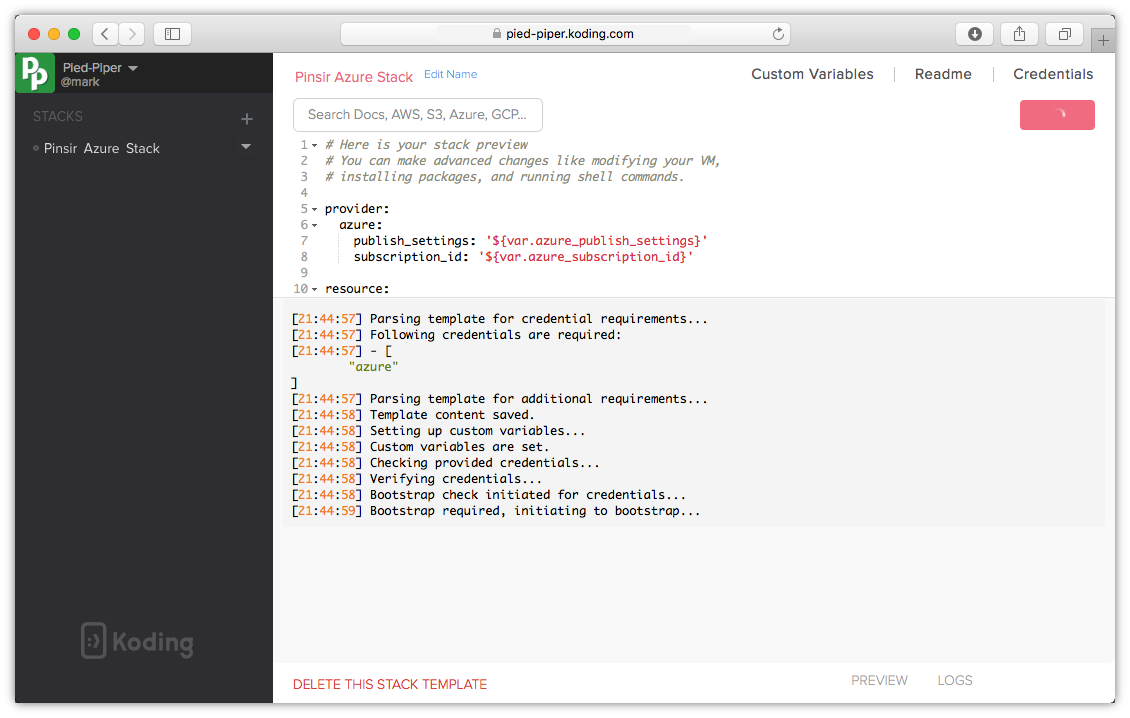 pied-piper.koding.com
Pp
Pied-Piper
@mark
STACKS
Pinsir Azure Stack
Koding
Pinsir Azure Stack Edit Name
Custom Variables
Readme
Credentials
Search Docs, AWS, S3, Azure, GCP...
1 # Here is your stack preview
2 # You can make advanced changes like modifying your VM,
3 # installing packages, and running shell commands.
4
5 provider:
6 azure:
7 publish_settings: '${var.azure_publish_settings}'
8 subscription_id: '${var.azure_subscription_id}'
9
10 resource:
[21:44:57] Parsing template for credential requirements...
[21:44:57] Following credentials are required:
[21:44:57] - [
"azure"
]
[21:44:57] Parsing template for additional requirements...
[21:44:58] Template content saved.
[21:44:58] Setting up custom variables...
[21:44:58] Custom variables are set.
[21:44:58] Checking provided credentials...
[21:44:58] Verifying credentials...
[21:44:58] Bootstrap check initiated for credentials...
[21:44:59] Bootstrap required, initiating to bootstrap...
DELETE THIS STACK TEMPLATE
PREVIEW
LOGS